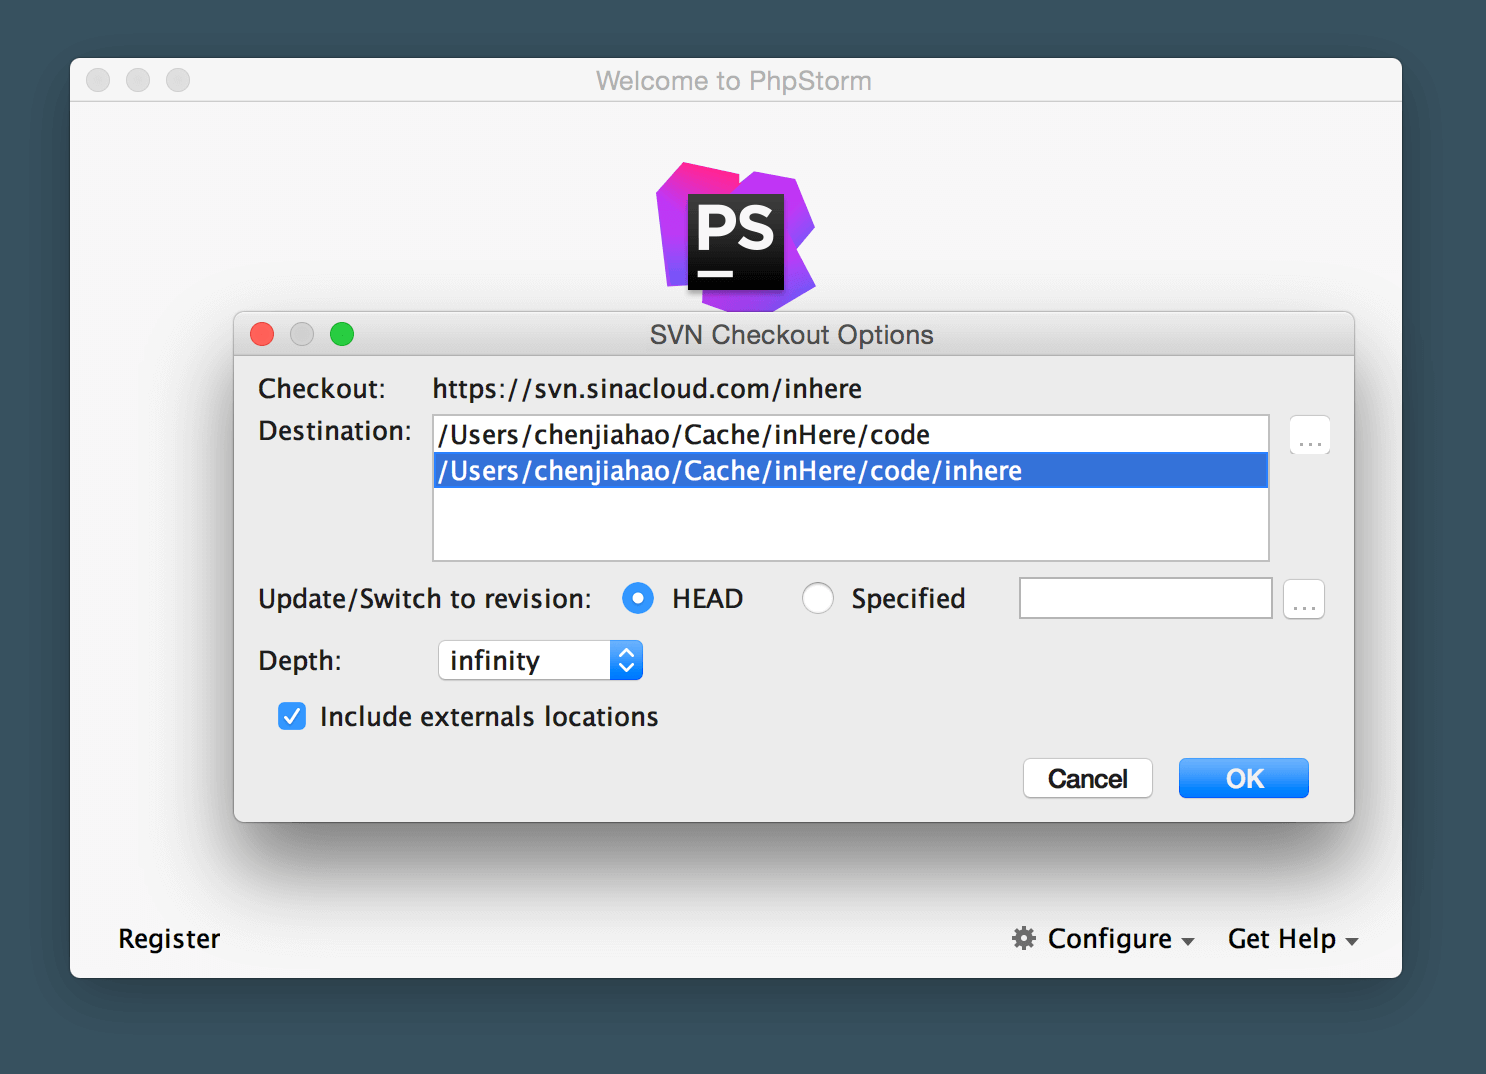 Welcome to PhpStorm
PS
SVN Checkout Options
Checkout: https://svn.sinacloud.com/inhere
Destination: /Users/chenjiahao/Cache/inHere/code
...
/Users/chenjiahao/Cache/inHere/code/inhere
Update/Switch to revision: HEAD Specified ...
Depth: infinity
Include externals locations
Cancel OK
Register Configure Get Help